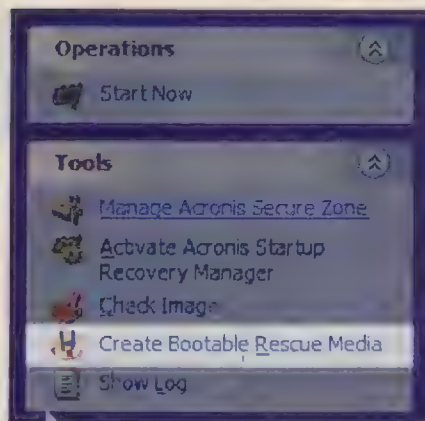 Operations
Start Now
Tools
Manage Acronis Secure Zone
Activate Acronis Startup
Recovery Manager
Check Image
Create Bootable Rescue Media
Show Log